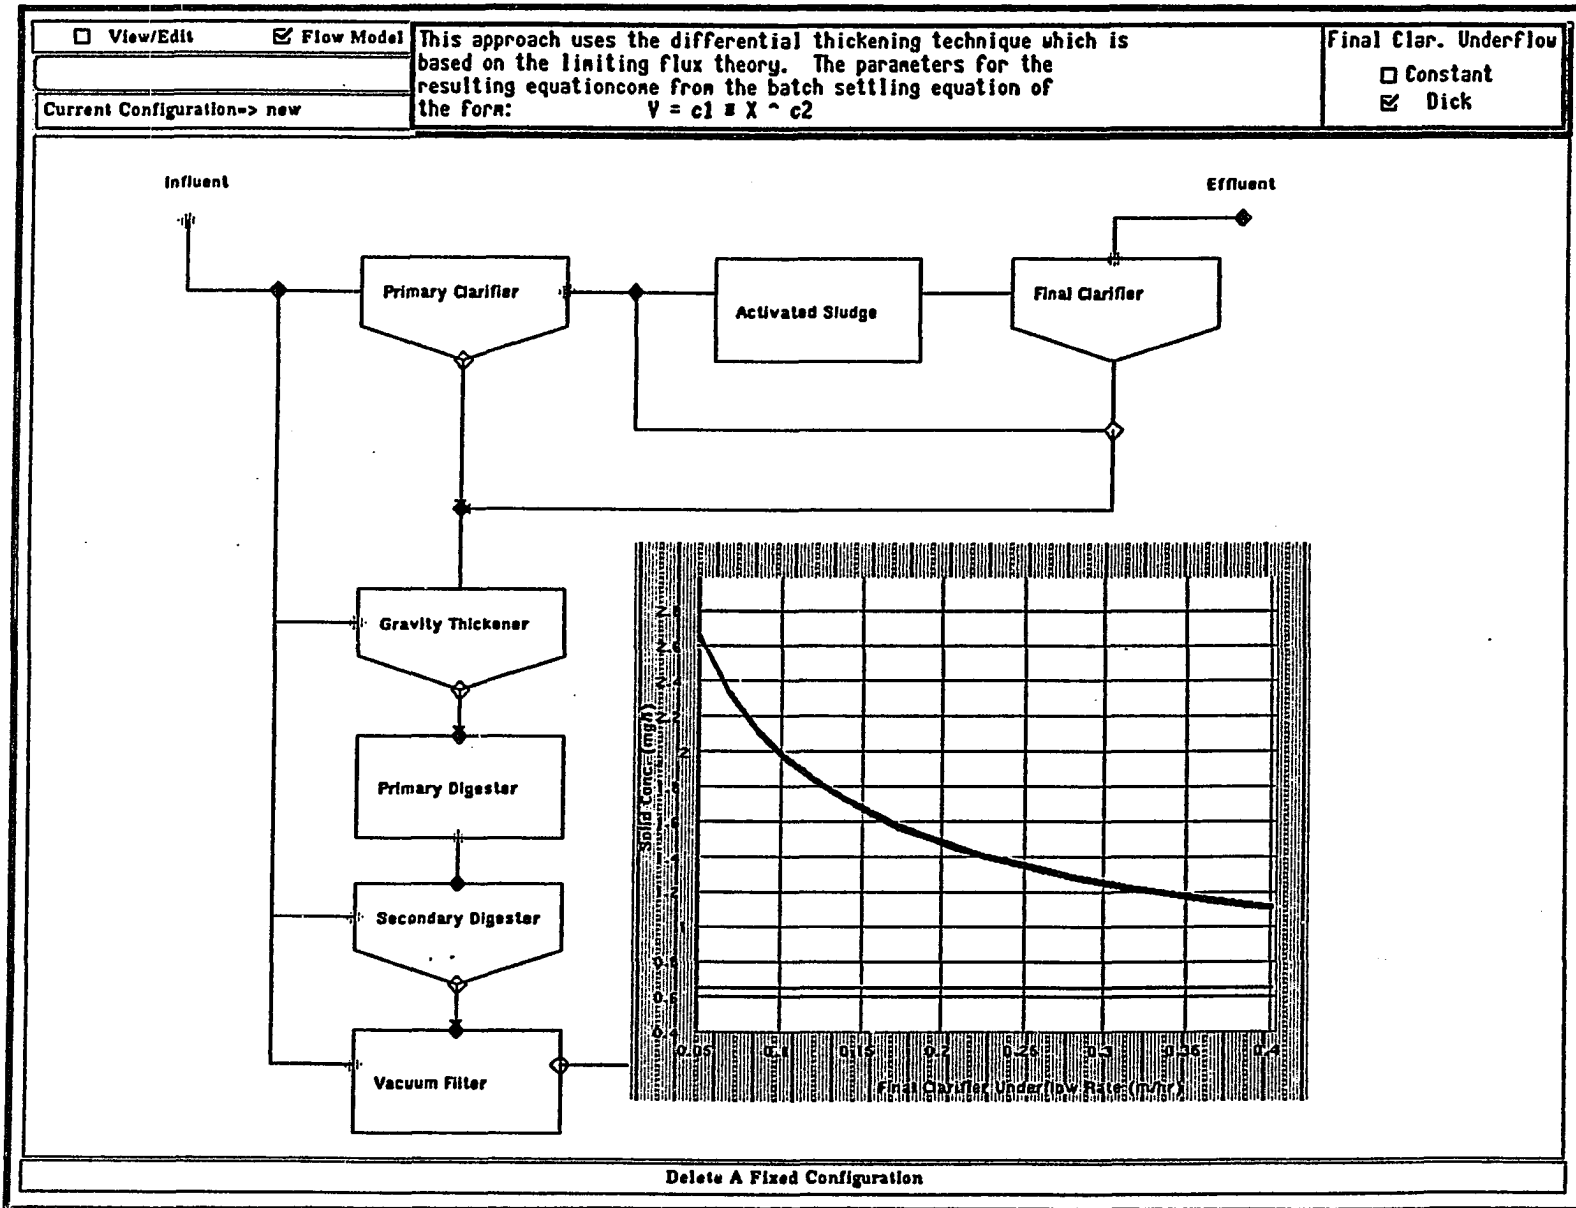 View/Edit
Flow Model
Current Configuration=> new
This approach uses the differential thickening technique which is
based on the limiting flux theory. The parameters for the
resulting equationcome from the batch settling equation of
the form: V = c1 * X ^ c2
Final Clar. Underflow
Constant
Dick
Influent
Effluent
Primary Clarifier
Activated Sludge
Final Clarifier
Gravity Thickener
Primary Digester
Secondary Digester
Vacuum Filter
Solid Conc. (mg/l)
2
1
0.05 0.1 0.15 0.2 0.25 0.3 0.35 0.4
Final Clarifier Underflow Rate (m/hr)
Delete A Fixed Configuration